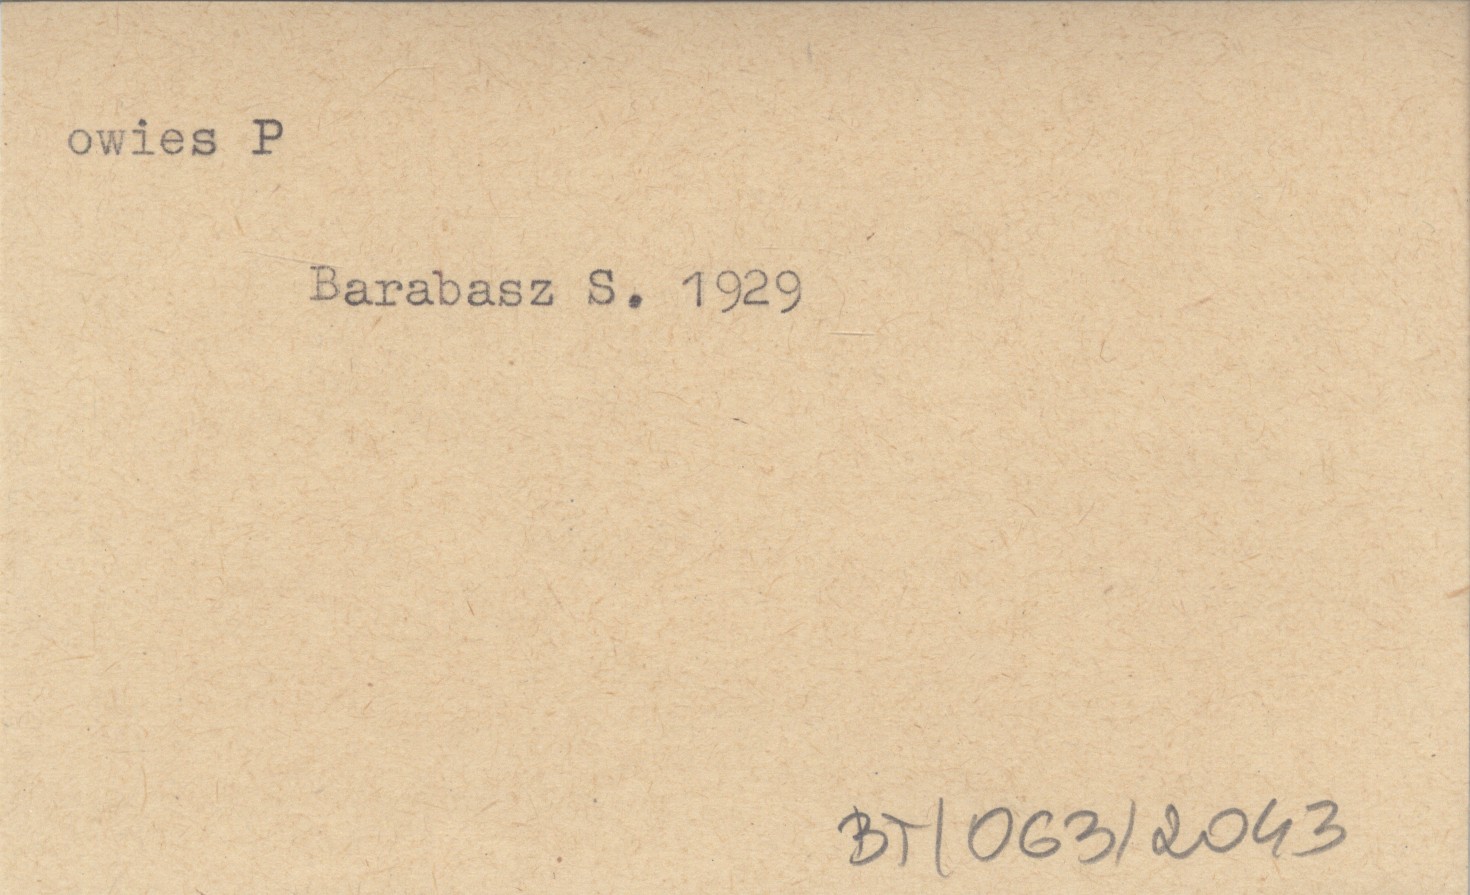 owies P
Barabasz S. 1929
BT/063/2043